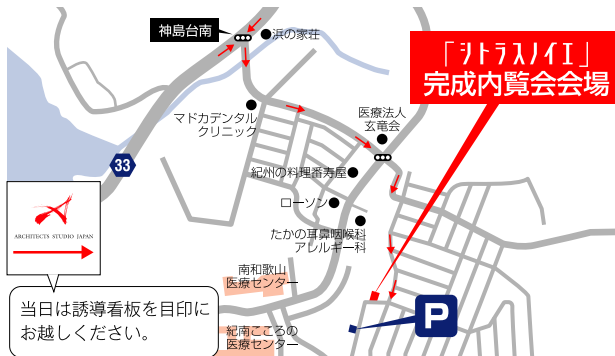 神島台南
浜の家荘
「シトラスノイエ」
完成内覧会会場
マドカデンタル
クリニック
医療法人
玄竜会
33
紀州の料理番寿屋
ローソン
たかの耳鼻咽喉科
アレルギー科
ARCHITECTS STUDIO JAPAN
南和歌山
医療センター
当日は誘導看板を目印に
お越しください。
P
紀南こころの
医療センター